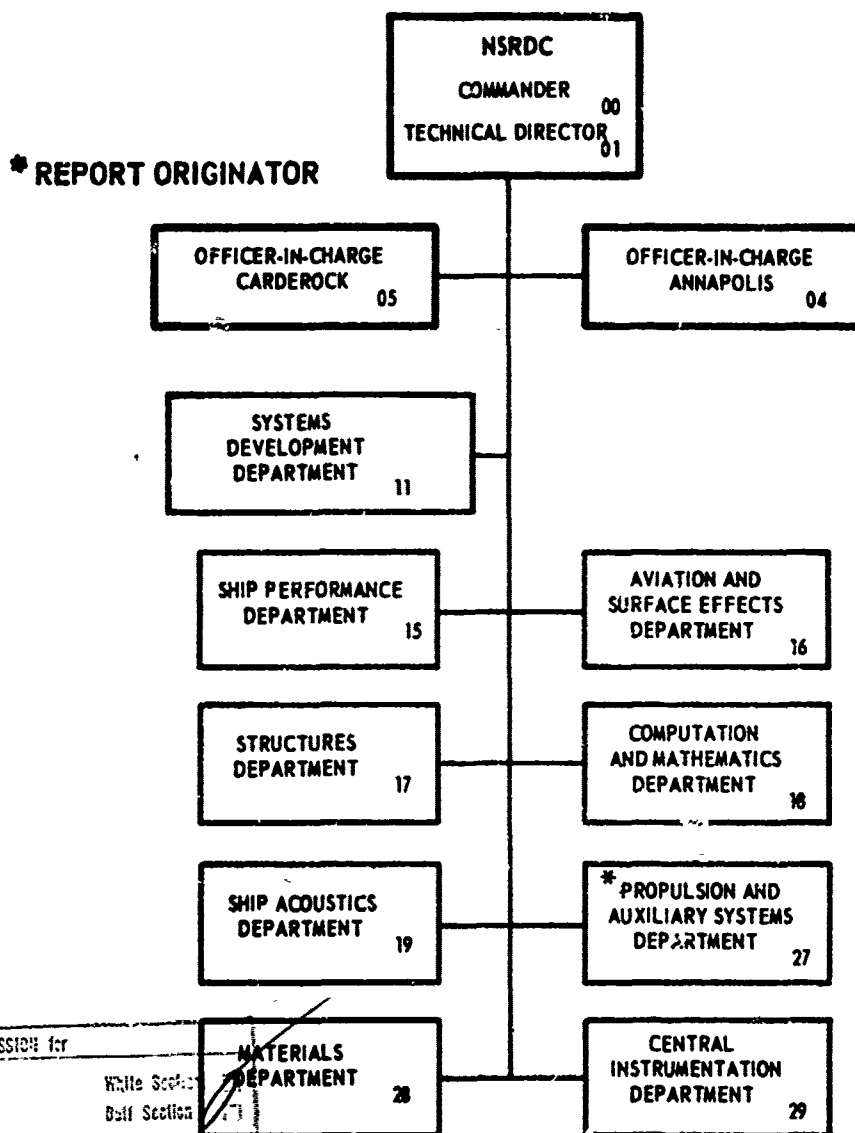 NSRDC
COMMANDER
00
TECHNICAL DIRECTOR
01
* REPORT ORIGINATOR
OFFICER-IN-CHARGE
CARDEROCK
05
OFFICER-IN-CHARGE
ANNAPOLIS
04
SYSTEMS
DEVELOPMENT
DEPARTMENT
11
SHIP PERFORMANCE
DEPARTMENT
15
AVIATION AND
SURFACE EFFECTS
DEPARTMENT
16
STRUCTURES
DEPARTMENT
17
COMPUTATION
AND MATHEMATICS
DEPARTMENT
18
SHIP ACOUSTICS
DEPARTMENT
19
* PROPULSION AND
AUXILIARY SYSTEMS
DEPARTMENT
27
MATERIALS
DEPARTMENT
28
CENTRAL
INSTRUMENTATION
DEPARTMENT
29
for
White Section
Buff Section